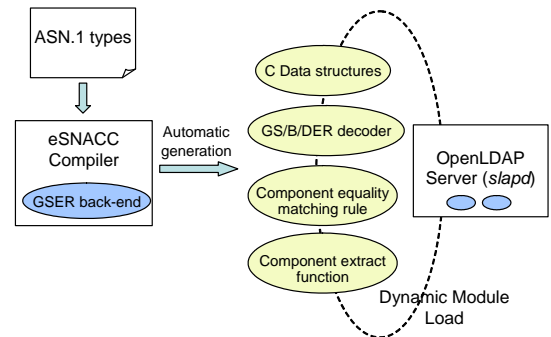 ASN.1 types
eSNACC
Compiler
GSER back-end
Automatic
generation
C Data structures
GS/B/DER decoder
Component equality
matching rule
Component extract
function
OpenLDAP
Server (slapd)
Dynamic Module
Load